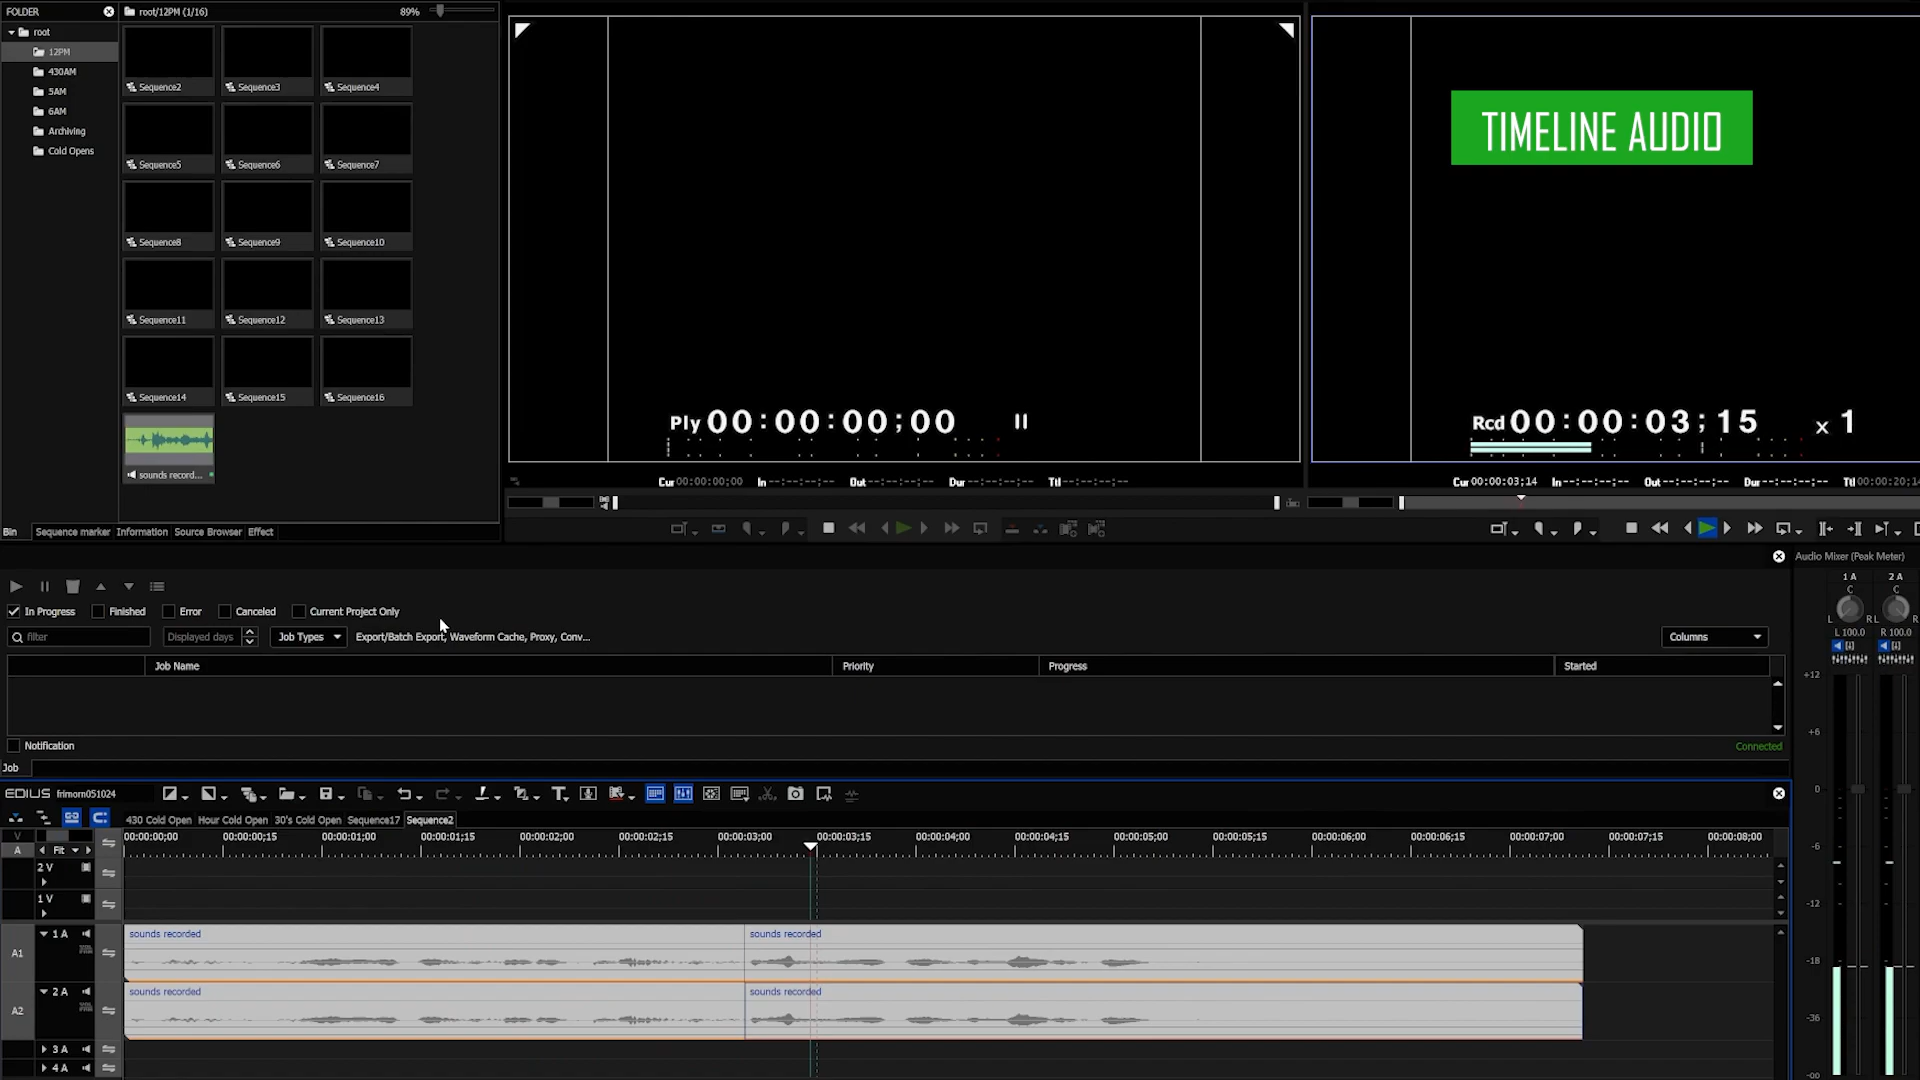 FOLDER
root/12PM (1/16)
89%
root
12PM
430AM
5AM
6AM
Archiving
Cold Opens
Sequence2
Sequence3
Sequence4
Sequence5
Sequence6
Sequence7
Sequence8
Sequence9
Sequence10
Sequence11
Sequence12
Sequence13
Sequence14
Sequence15
Sequence16
sounds record...
Bin
Sequence marker
Information
Source Browser
Effect
Ply 00:00:00;00
Cur 00:00:00;00 In --:--:--;-- Out --:--:--;-- Dur --:--:--;-- Ttl --:--:--;--
TIMELINE AUDIO
Rcd 00:00:03;15 x 1
Cur 00:00:03;14 In --:--:--;-- Out --:--:--;-- Dur --:--:--;-- Ttl 00:00:20;14
In Progress
Finished
Error
Canceled
Current Project Only
filter
Displayed days
Job Types
Export/Batch Export, Waveform Cache, Proxy, Conv...
Columns
Job Name
Priority
Progress
Started
Notification
Connected
Job
Audio Mixer (Peak Meter)
1 A
2 A
C
C
L
R
L
R
L 100.0
R 100.0
+12
+6
0
-6
-12
-18
-36
-oo
EDIUS frimorn051024
430 Cold Open
Hour Cold Open
30's Cold Open
Sequence17
Sequence2
V
A
Fit
00:00:00;00
00:00:00;15
00:00:01;00
00:00:01;15
00:00:02;00
00:00:02;15
00:00:03;00
00:00:03;15
00:00:04;00
00:00:04;15
00:00:05;00
00:00:05;15
00:00:06;00
00:00:06;15
00:00:07;00
00:00:07;15
00:00:08;00
2 V
1 V
A1
1 A
sounds recorded
sounds recorded
A2
2 A
sounds recorded
sounds recorded
3 A
4 A